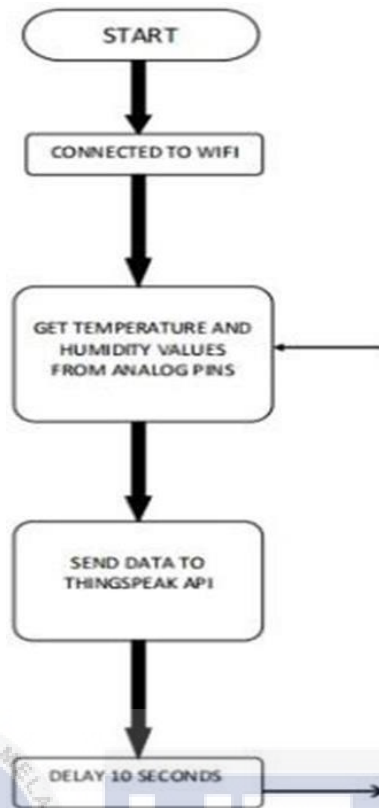 START
CONNECTED TO WIFI
GET TEMPERATURE AND
HUMIDITY VALUES
FROM ANALOG PINS
SEND DATA TO
THINGSPEAK API
DELAY 10 SECONDS